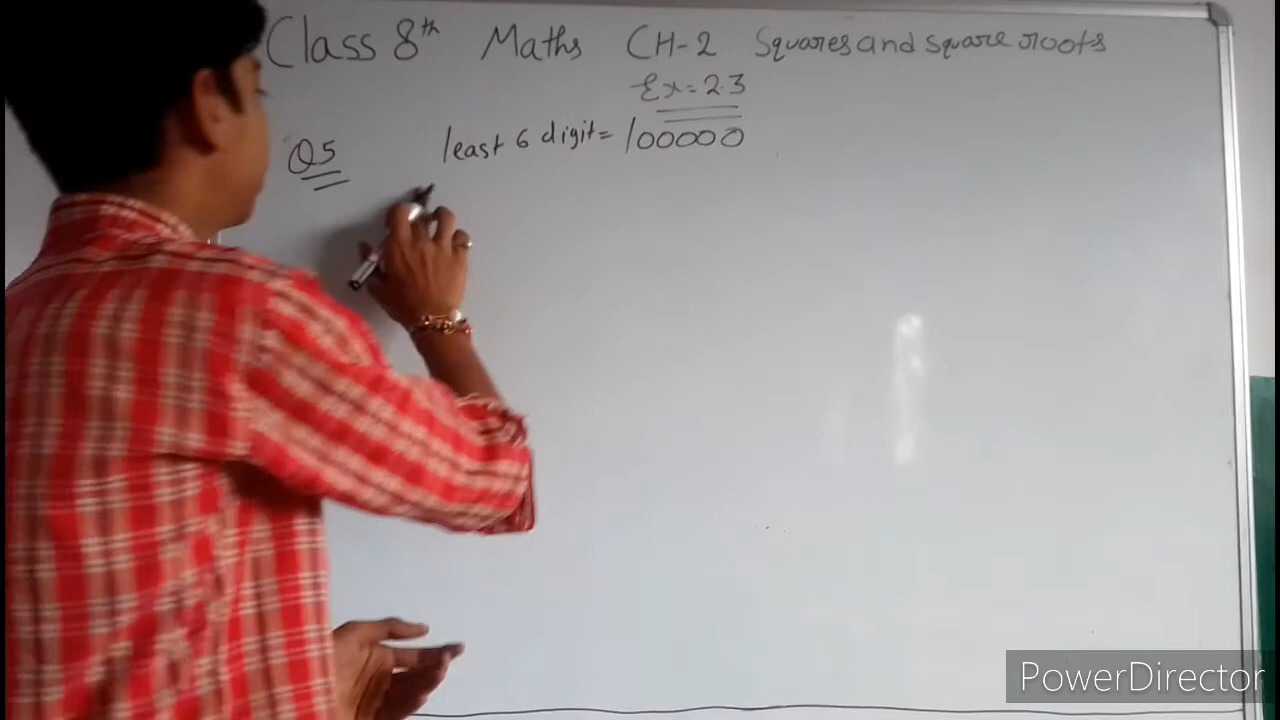 Class 8th Maths CH-2 Squares and square roots
Ex=2.3
Q5 least 6 digit= 100000
PowerDirector